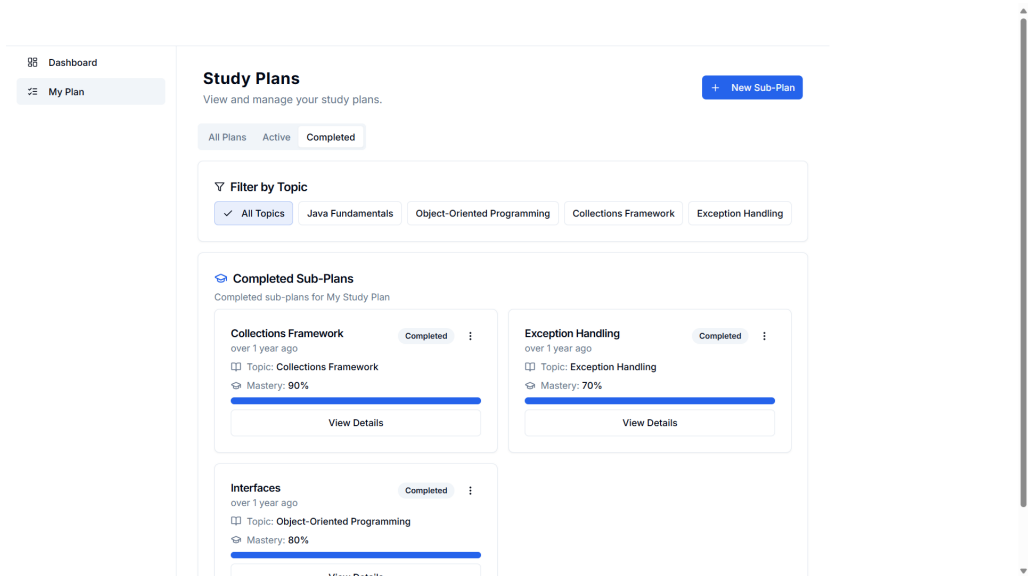 Dashboard
My Plan
Study Plans
View and manage your study plans.
New Sub-Plan
All Plans
Active
Completed
Filter by Topic
All Topics
Java Fundamentals
Object-Oriented Programming
Collections Framework
Exception Handling
Completed Sub-Plans
Completed sub-plans for My Study Plan
Collections Framework
Completed
over 1 year ago
Topic: Collections Framework
Mastery: 90%
View Details
Exception Handling
Completed
over 1 year ago
Topic: Exception Handling
Mastery: 70%
View Details
Interfaces
Completed
over 1 year ago
Topic: Object-Oriented Programming
Mastery: 80%
View Details